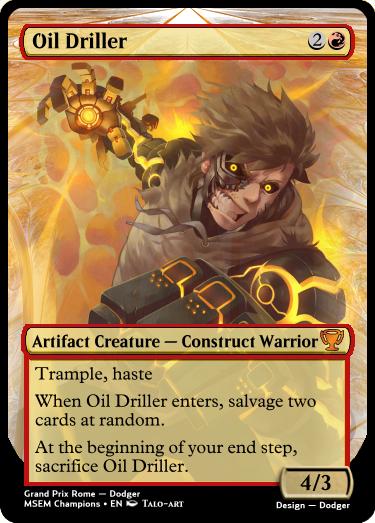 Oil Driller 2
Artifact Creature — Construct Warrior
Trample, haste
When Oil Driller enters, salvage two
cards at random.
At the beginning of your end step,
sacrifice Oil Driller.
4/3
Grand Prix Rome — Dodger
MSEM Champions • EN Talo-art
Design — Dodger